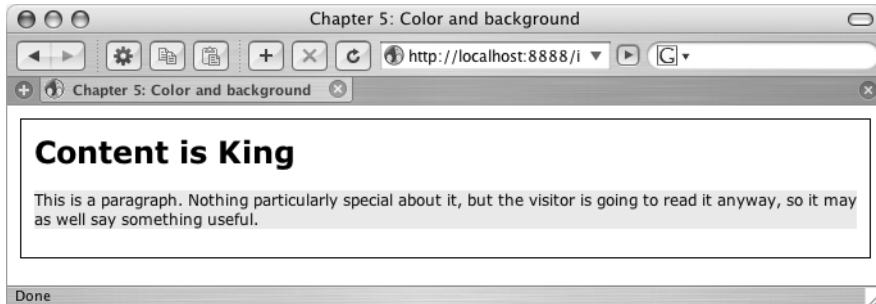 Chapter 5: Color and background
http://localhost:8888/i
G
Chapter 5: Color and background
Content is King
This is a paragraph. Nothing particularly special about it, but the visitor is going to read it anyway, so it may
as well say something useful.
Done